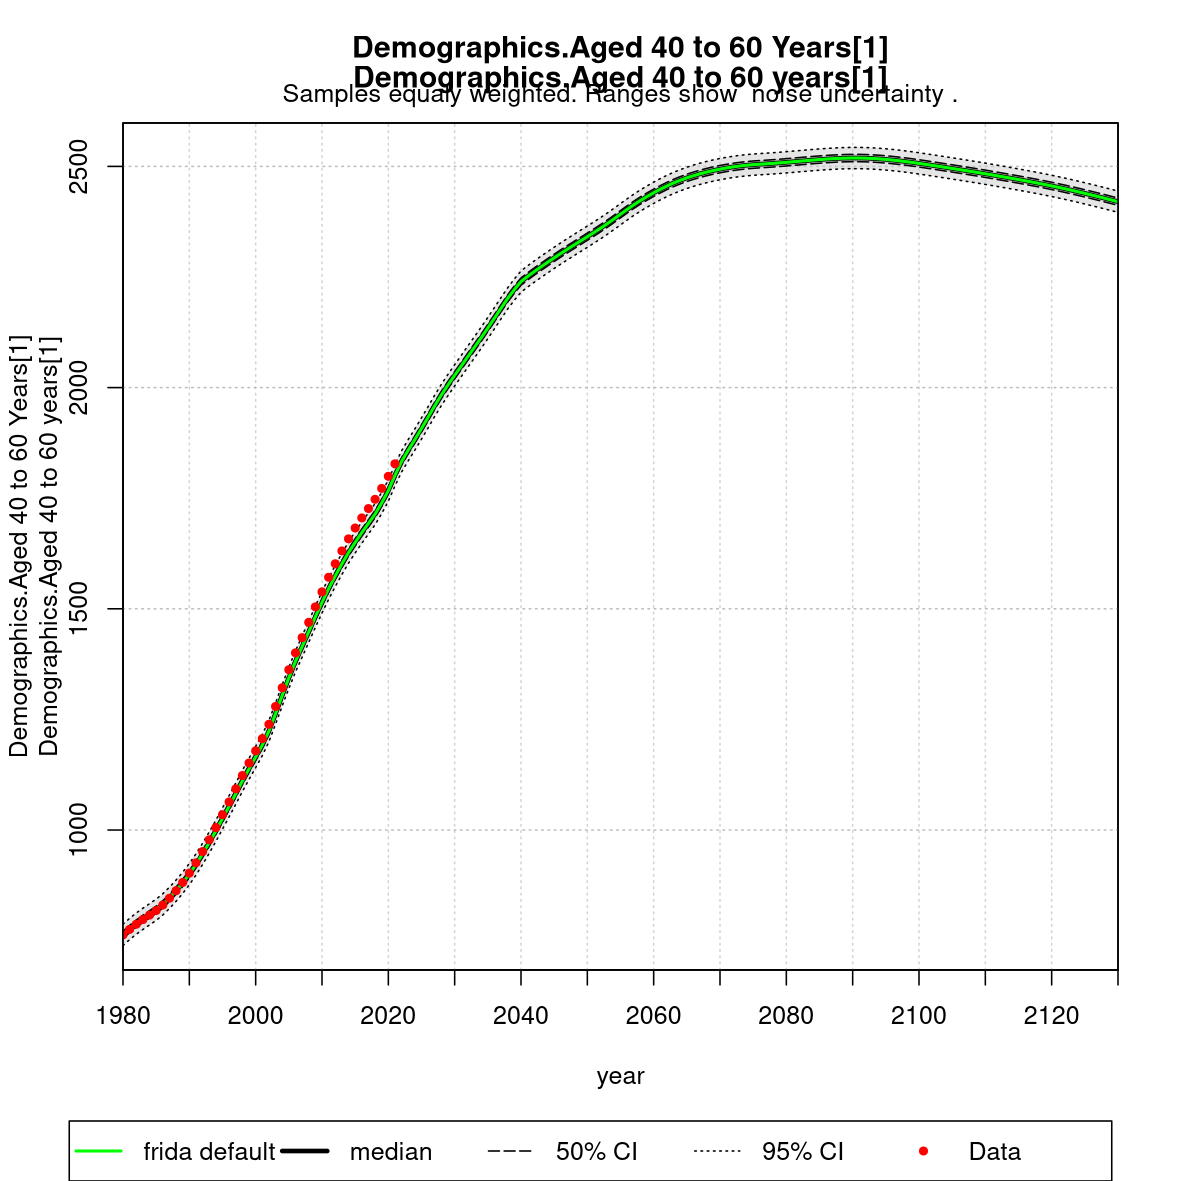 Demographics.Aged 40 to 60 Years[1]
Demographics.Aged 40 to 60 years[1]
Samples equaly weighted. Ranges show  noise uncertainty .
Demographics.Aged 40 to 60 Years[1]
Demographics.Aged 40 to 60 years[1]
2500
2000
1500
1000
1980 2000 2020 2040 2060 2080 2100 2120
year
frida default median 50% CI 95% CI Data